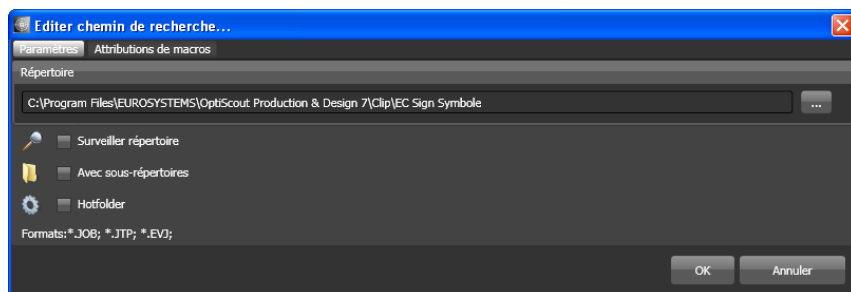 Editer chemin de recherche...
Paramètres Attributions de macros
Répertoire
C:\Program Files\EUROSYSTEMS\OptiScout Production & Design 7\Clip\EC Sign Symbole ...
Surveiller répertoire
Avec sous-répertoires
Hotfolder
Formats:*.JOB; *.JTP; *.EVJ;
OK Annuler